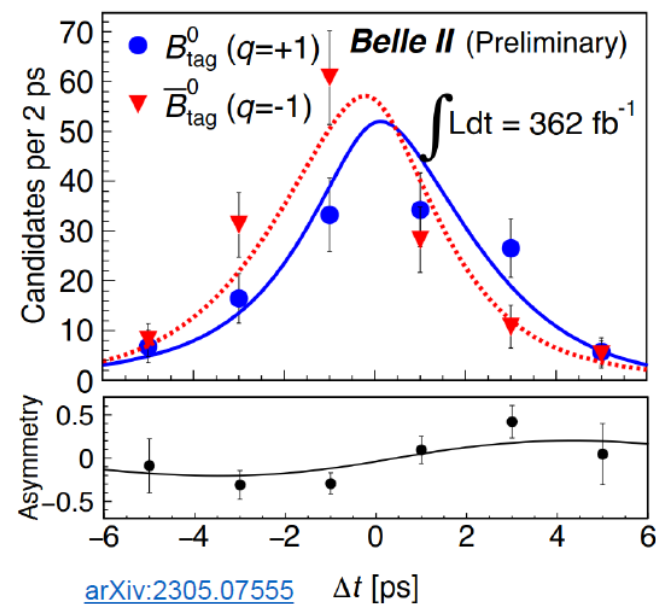 70
60
50
40
30
20
10
0
Candidates per 2 ps
B⁰tag (q=+1)
B̅⁰tag (q=-1)
Belle II (Preliminary)
∫Ldt = 362 fb⁻¹
0.5
0
−0.5
Asymmetry
−6 −4 −2 0 2 4 6
arXiv:2305.07555 Δt [ps]